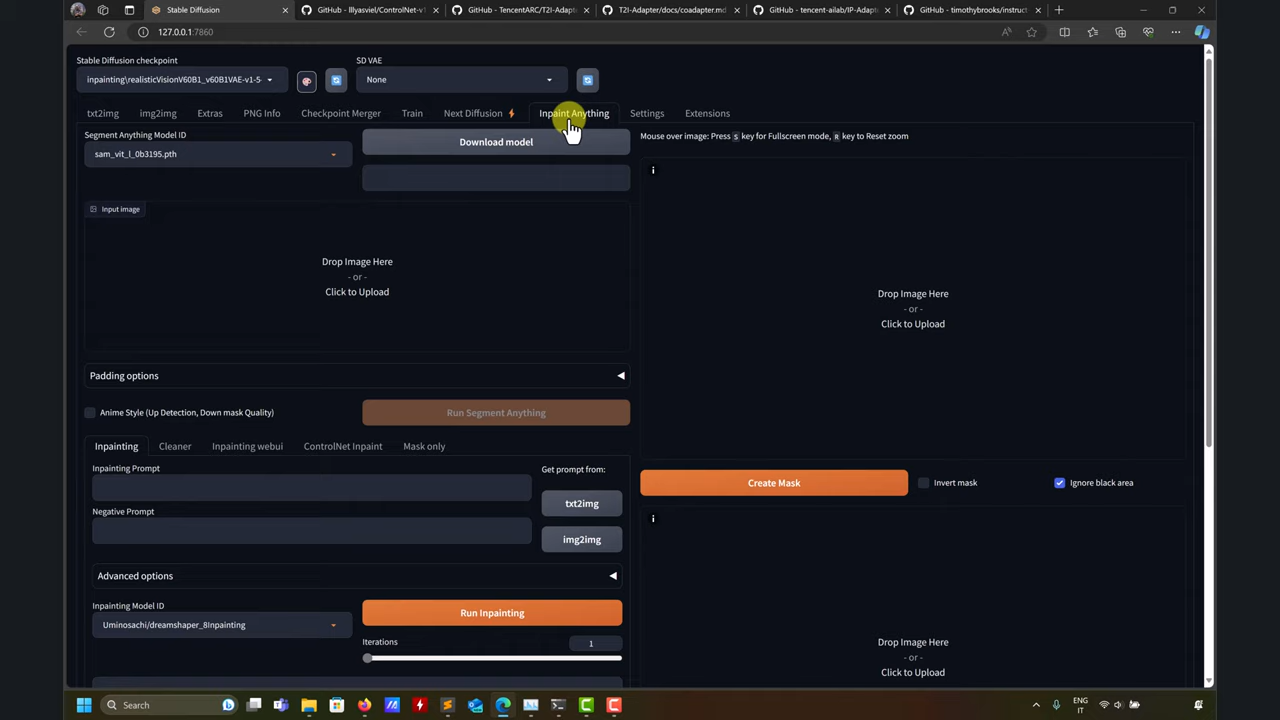 Stable Diffusion
GitHub - lllyasviel/ControlNet-v1
GitHub - TencentARC/T2I-Adapte
T2I-Adapter/docs/coadapter.md
GitHub - tencent-ailab/IP-Adapte
GitHub - timothybrooks/instruct
127.0.0.1:7860
Stable Diffusion checkpoint
SD VAE
inpainting\realisticVisionV60B1_v60B1VAE-v1-5-
None
txt2img
img2img
Extras
PNG Info
Checkpoint Merger
Train
Next Diffusion
Inpaint Anything
Settings
Extensions
Segment Anything Model ID
sam_vit_l_0b3195.pth
Download model
Mouse over image: Press S key for Fullscreen mode, R key to Reset zoom
Input image
Drop Image Here
- or -
Click to Upload
Drop Image Here
- or -
Click to Upload
Padding options
Anime Style (Up Detection, Down mask Quality)
Run Segment Anything
Inpainting
Cleaner
Inpainting webui
ControlNet Inpaint
Mask only
Inpainting Prompt
Get prompt from:
txt2img
Negative Prompt
img2img
Create Mask
Invert mask
Ignore black area
Advanced options
Inpainting Model ID
Uminosachi/dreamshaper_8Inpainting
Run Inpainting
Iterations
1
Drop Image Here
- or -
Click to Upload
Search
ENG
IT